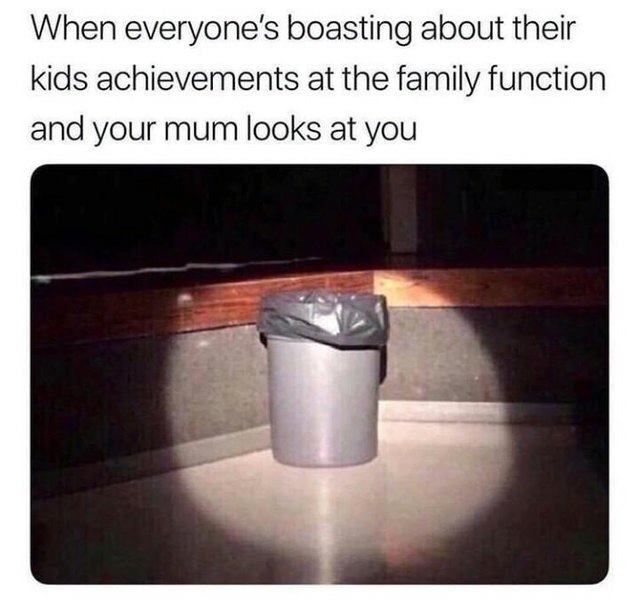 When everyone's boasting about their
kids achievements at the family function
and your mum looks at you